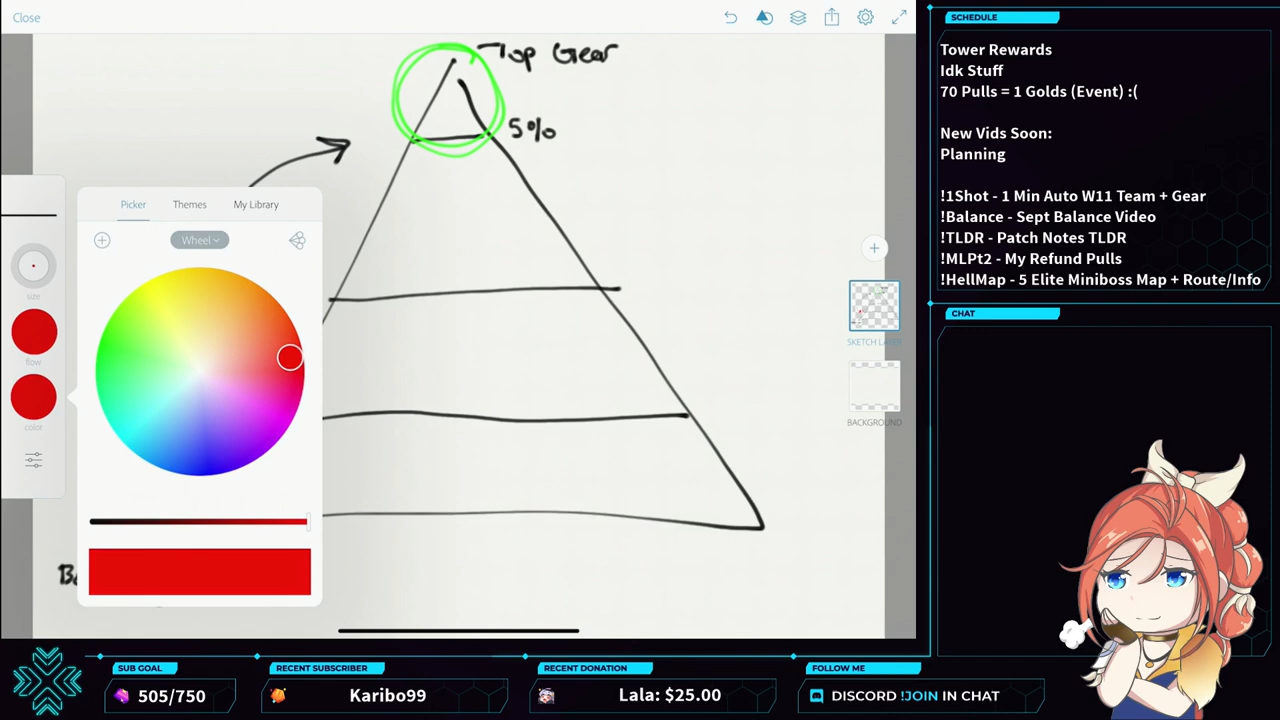 Close
SCHEDULE
Tower Rewards
Idk Stuff
70 Pulls = 1 Golds (Event) :(
New Vids Soon:
Planning
!1Shot - 1 Min Auto W11 Team + Gear
!Balance - Sept Balance Video
!TLDR - Patch Notes TLDR
!MLPt2 - My Refund Pulls
!HellMap - 5 Elite Miniboss Map + Route/Info
CHAT
Top Gear
5%
Picker
Themes
My Library
Wheel
size
flow
color
SKETCH LAYER
BACKGROUND
SUB GOAL
505/750
RECENT SUBSCRIBER
Karibo99
RECENT DONATION
Lala: $25.00
FOLLOW ME
DISCORD !JOIN IN CHAT